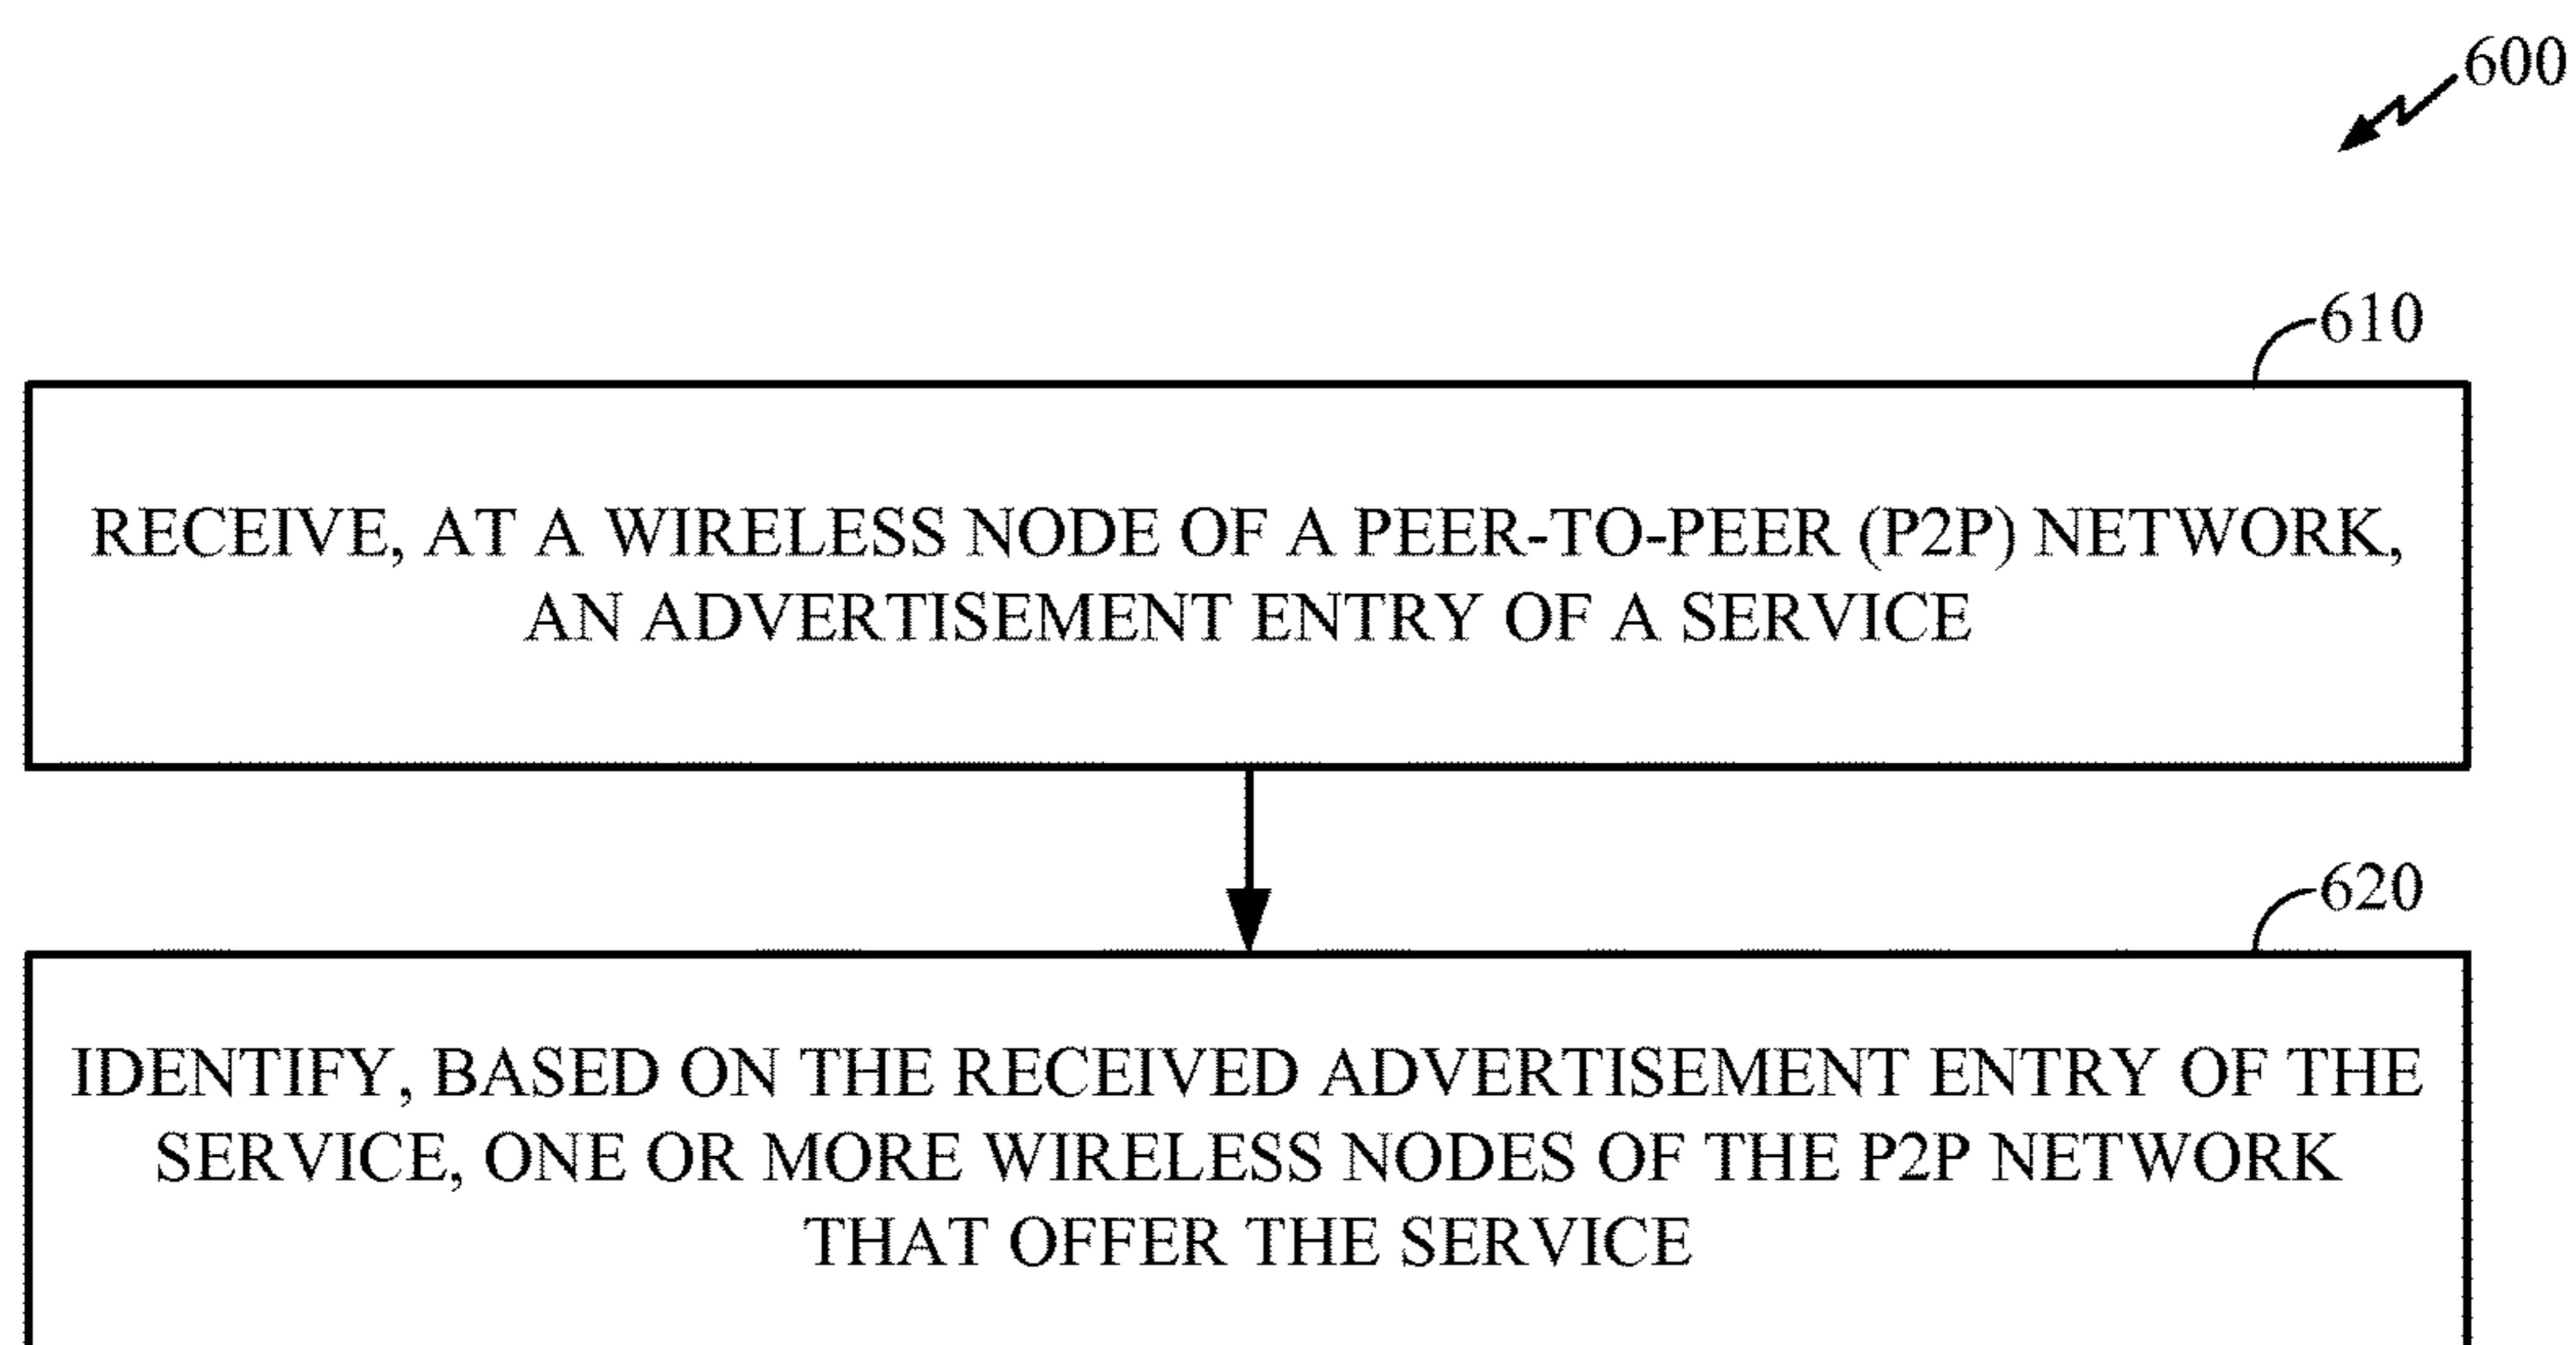 600
610
RECEIVE, AT A WIRELESS NODE OF A PEER-TO-PEER (P2P) NETWORK,
AN ADVERTISEMENT ENTRY OF A SERVICE
620
IDENTIFY, BASED ON THE RECEIVED ADVERTISEMENT ENTRY OF THE
SERVICE, ONE OR MORE WIRELESS NODES OF THE P2P NETWORK
THAT OFFER THE SERVICE